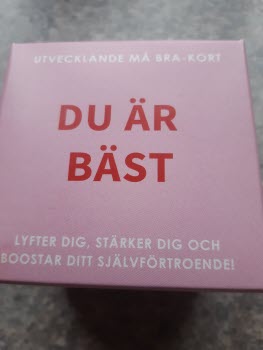 UTVECKLANDE MÅ BRA-KORT
DU ÄR
BÄST
LYFTER DIG, STÄRKER DIG OCH
BOOSTAR DITT SJÄLVFÖRTROENDE!